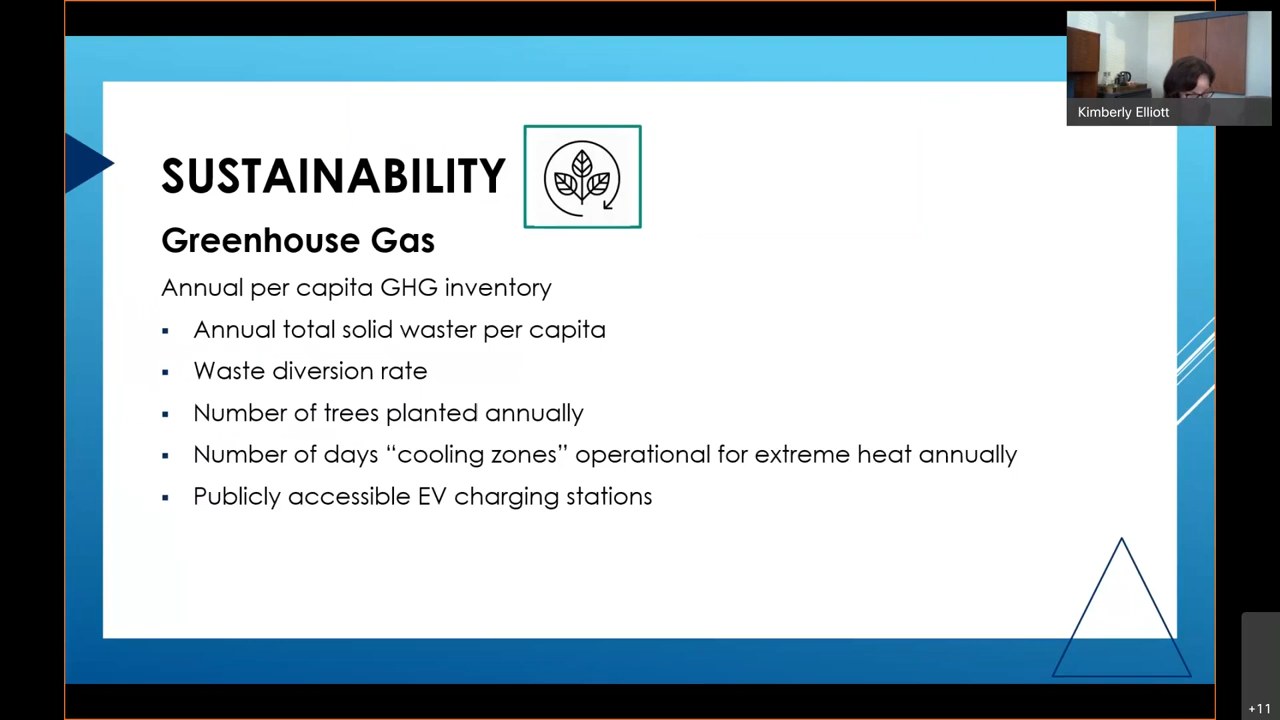 Kimberly Elliott
SUSTAINABILITY
Greenhouse Gas
Annual per capita GHG inventory
▪ Annual total solid waster per capita
▪ Waste diversion rate
▪ Number of trees planted annually
▪ Number of days “cooling zones” operational for extreme heat annually
▪ Publicly accessible EV charging stations
+11